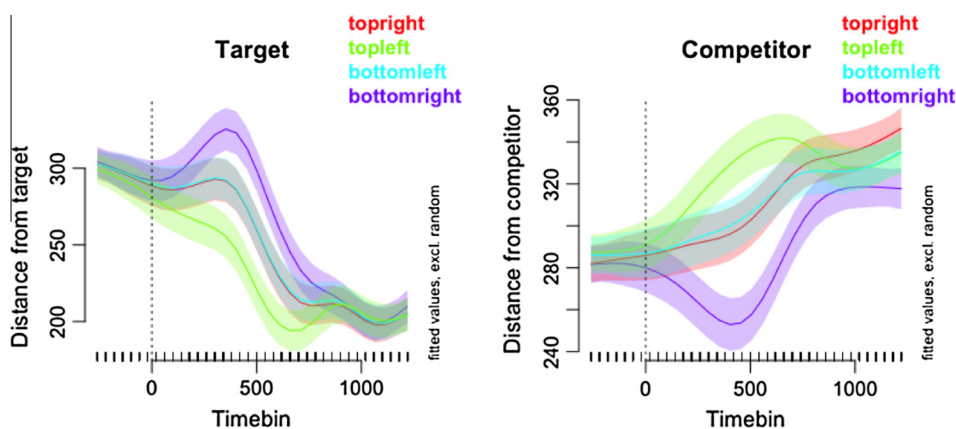 Target
topright
topleft
bottomleft
bottomright
Distance from target
300
250
200
0
500
1000
Timebin
fitted values, excl. random
Competitor
topright
topleft
bottomleft
bottomright
Distance from competitor
360
320
280
240
0
500
1000
Timebin
fitted values, excl. random